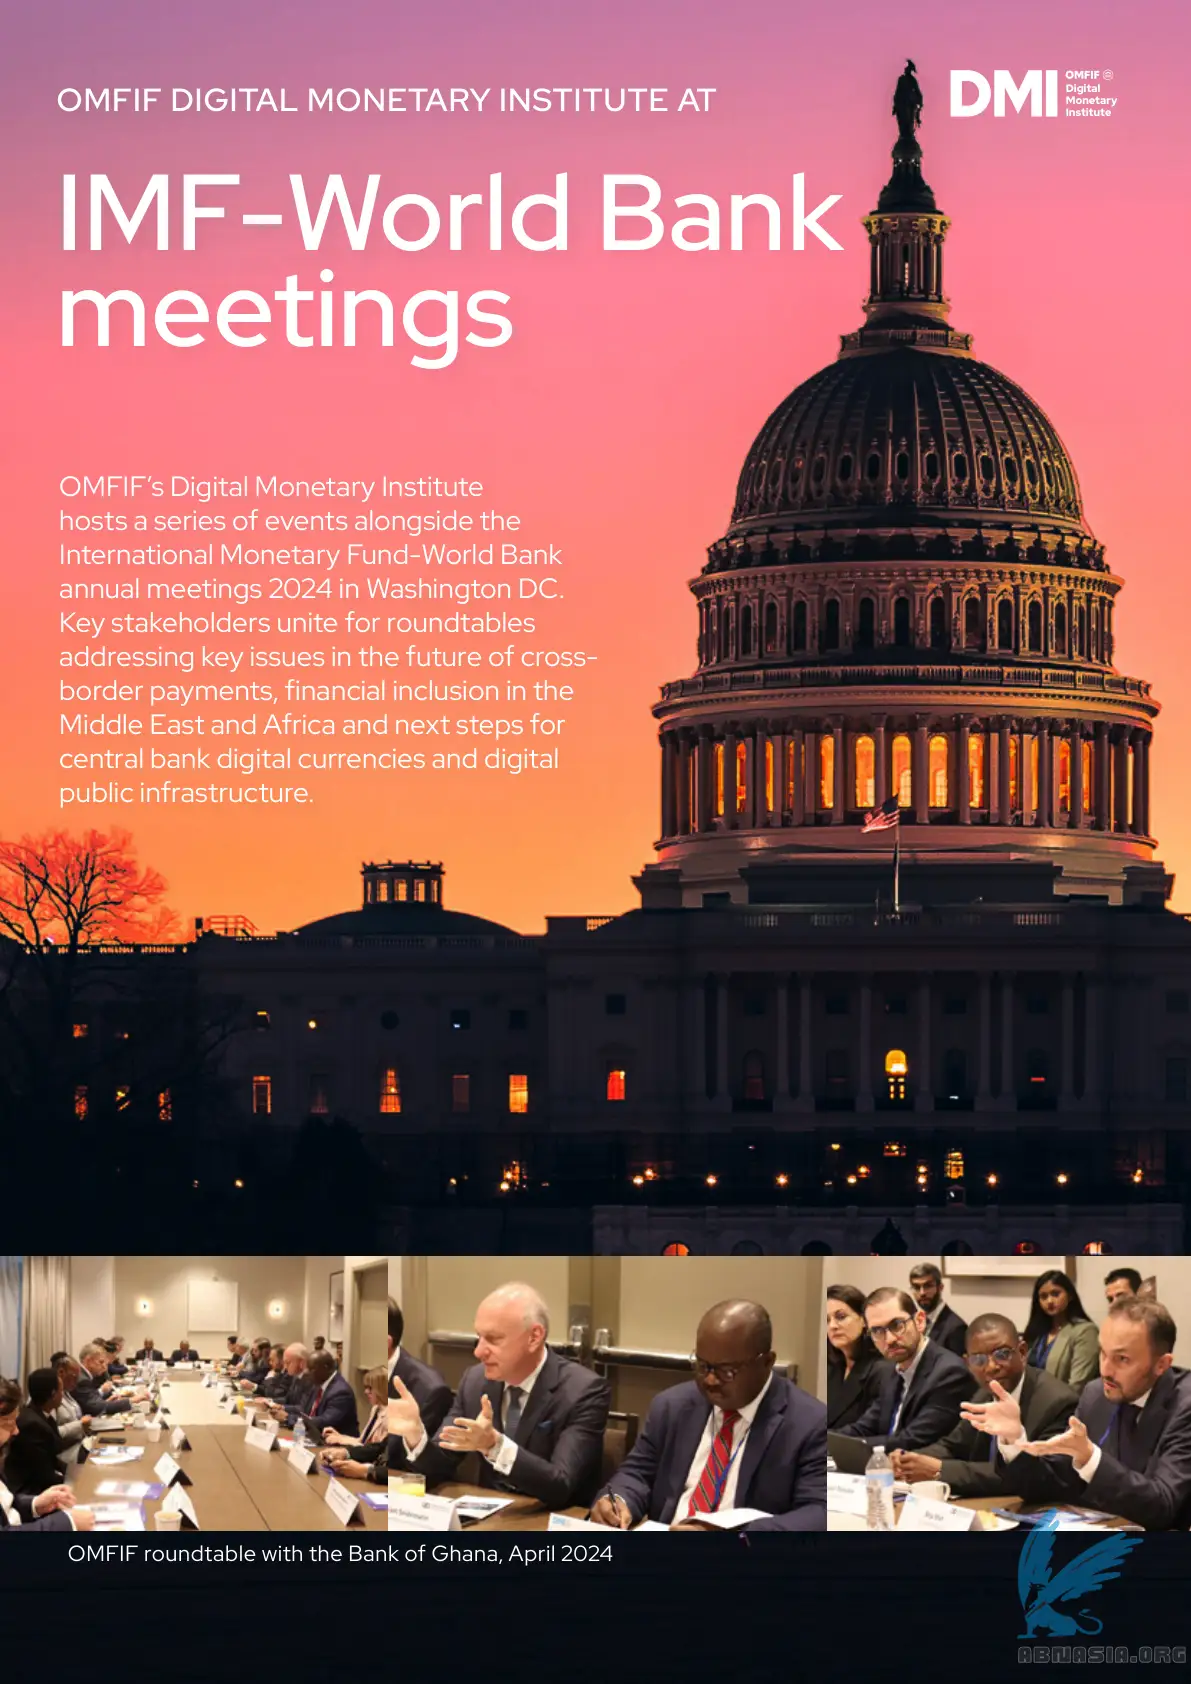 OMFIF DIGITAL MONETARY INSTITUTE AT
DMI
OMFIF
Digital
Monetary
Institute
IMF–World Bank
meetings
OMFIF’s Digital Monetary Institute
hosts a series of events alongside the
International Monetary Fund-World Bank
annual meetings 2024 in Washington DC.
Key stakeholders unite for roundtables
addressing key issues in the future of cross-
border payments, financial inclusion in the
Middle East and Africa and next steps for
central bank digital currencies and digital
public infrastructure.
OMFIF roundtable with the Bank of Ghana, April 2024
ABNASIA.ORG